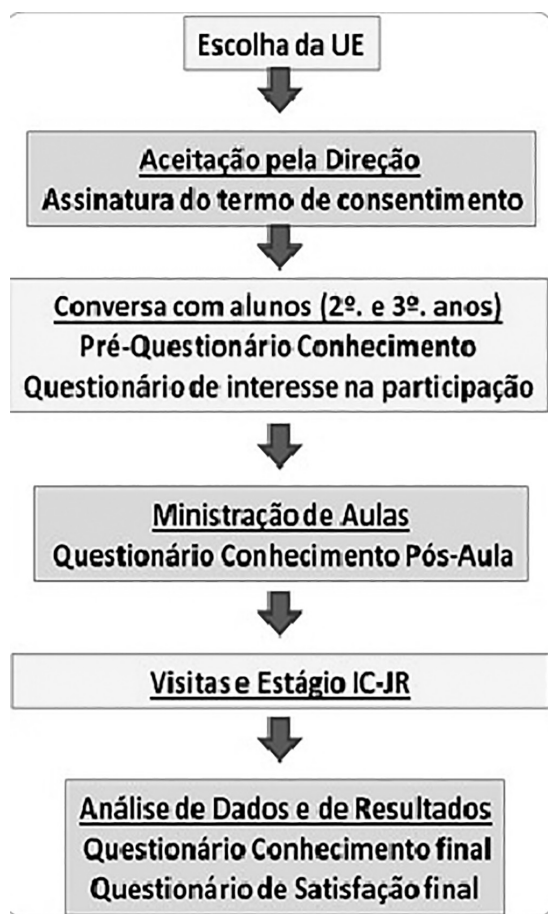 Escolha da UE
Aceitação pela Direção
Assinatura do termo de consentimento
Conversa com alunos (2º. e 3º. anos)
Pré-Questionário Conhecimento
Questionário de interesse na participação
Ministração de Aulas
Questionário Conhecimento Pós-Aula
Visitas e Estágio IC-JR
Análise de Dados e de Resultados
Questionário Conhecimento final
Questionário de Satisfação final